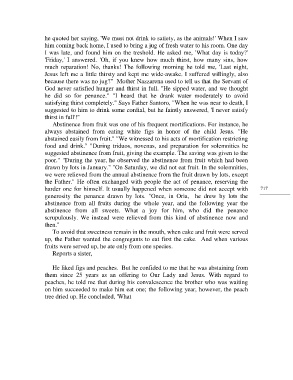 he quoted her saying, 'We must not drink to satiety, as the animals!' When I saw
him coming back home, I used to bring a jug of fresh water to his room. One day
I was late, and found him on the treshold. He asked me, 'What day is today?'
'Friday,' I answered. 'Oh, if you knew how much thirst, how many sins, how
much reparation! No, thanks! The following morning he told me, 'Last night,
Jesus left me a little thirsty and kept me wide-awake. I suffered willingly, also
because there was no jug!'" Mother Nazzarena used to tell us that the Servant of
God never satisfied hunger and thirst in full. "He sipped water, and we thought
he did so for penance." "I heard that he drank water moderately to avoid
satisfying thirst completely." Says Father Santoro, "When he was near to death, I
suggested to him to drink some cordial, but he faintly answered, 'I never satisfy
thirst in full!'"
Abstinence from fruit was one of his frequent mortifications. For instance, he
always abstained from eating white figs in honor of the child Jesus. "He
abstained easily from fruit." "We witnessed to his acts of mortification restricting
food and drink." "During triduos, novenas, and preparation for solemnities he
suggested abstinence from fruit, giving the example. The saving was given to the
poor." "During the year, he observed the abstinence from fruit which had been
drawn by lots in January." "On Saturday, we did not eat fruit. In the solemnities,
we were relieved from the annual abstinence from the fruit drawn by lots, except
the Father." He often exchanged with people the act of penance, reserving the
harder one for himself. It usually happened when someone did not accept with
generosity the penance drawn by lots. "Once, in Oria, he drew by lots the
abstinence from all fruits during the whole year, and the following year the
abstinence from all sweets. What a joy for him, who did the penance
scrupulously. We instead were relieved from this kind of abstinence now and
then."
To avoid that sweetness remain in the mouth, when cake and fruit were served
up, the Father wanted the congregants to eat first the cake. And when various
fruits were served up, he ate only from one species.
Reports a sister,
He liked figs and peaches. But he confided to me that he was abstaining from
them since 25 years as an offering to Our Lady and Jesus. With regard to
peaches, he told me that during his convalescence the brother who was waiting
on him succeeded to make him eat one; the following year, however, the peach
tree dried up. He concluded, 'What